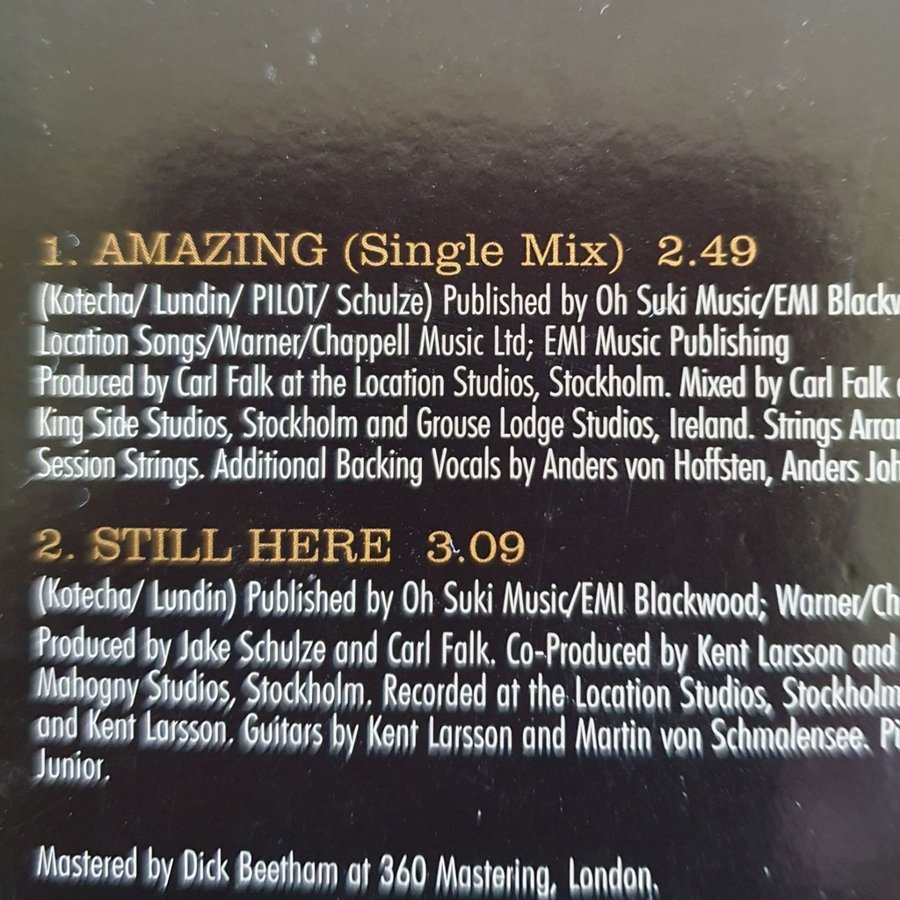 1. AMAZING (Single Mix) 2.49
(Kotecha/ Lundin/ PILOT/ Schulze) Published by Oh Suki Music/EMI
Location Songs/Warner/Chappell Music Ltd; EMI Music Publishing
Produced by Carl Falk at the Location Studios, Stockholm. Mixed by Carl Falk
King Side Studios, Stockholm and Grouse Lodge Studios, Ireland. Strings
Session Strings. Additional Backing Vocals by Anders von Hoffsten, Anders
2. STILL HERE 3.09
(Kotecha/ Lundin) Published by Oh Suki Music/EMI Blackwood;
Produced by Jake Schulze and Carl Falk. Co-Produced by Kent Larsson and
Mahogny Studios, Stockholm. Recorded at the Location Studios, Stockholm
and Kent Larsson. Guitars by Kent Larsson and Martin von Schmalensee.
Junior.
Mastered by Dick Beetham at 360 Mastering, London.